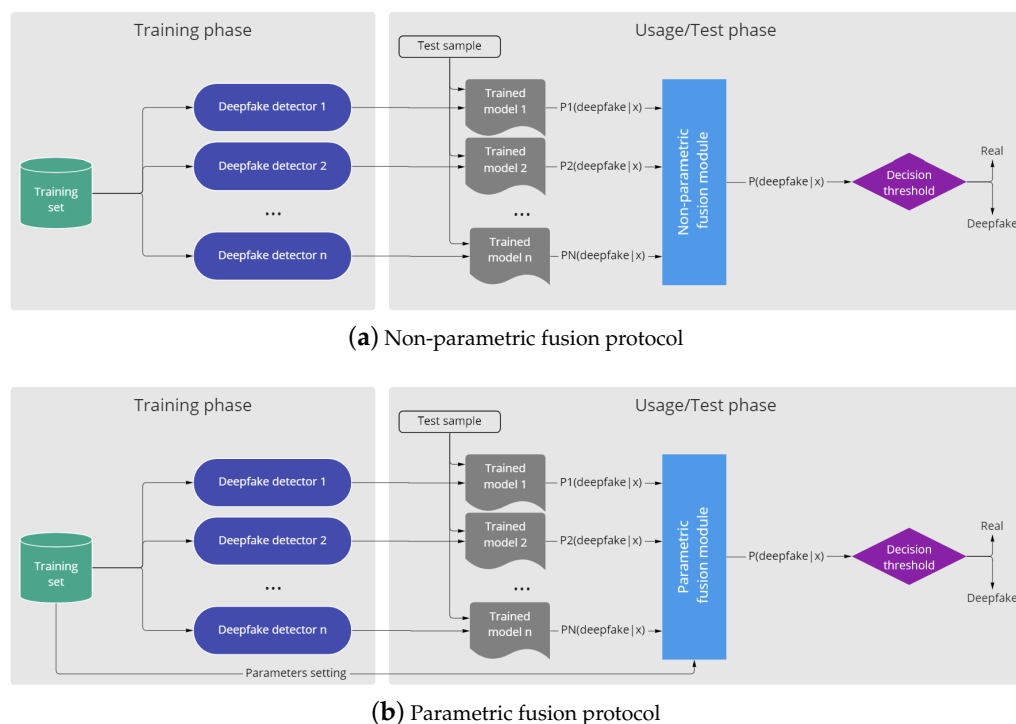 Training phase
Usage/Test phase
Test sample
Deepfake detector 1
Trained
model 1
P1(deepfake|x)
Deepfake detector 2
Trained
model 2
P2(deepfake|x)
Training
set
...
...
Deepfake detector n
Trained
model n
PN(deepfake|x)
Non-parametric
fusion module
P(deepfake|x)
Decision
threshold
Real
Deepfake
(a) Non-parametric fusion protocol
Training phase
Usage/Test phase
Test sample
Deepfake detector 1
Trained
model 1
P1(deepfake|x)
Deepfake detector 2
Trained
model 2
P2(deepfake|x)
Training
set
...
...
Deepfake detector n
Trained
model n
PN(deepfake|x)
Parametric
fusion module
P(deepfake|x)
Decision
threshold
Real
Deepfake
Parameters setting
(b) Parametric fusion protocol